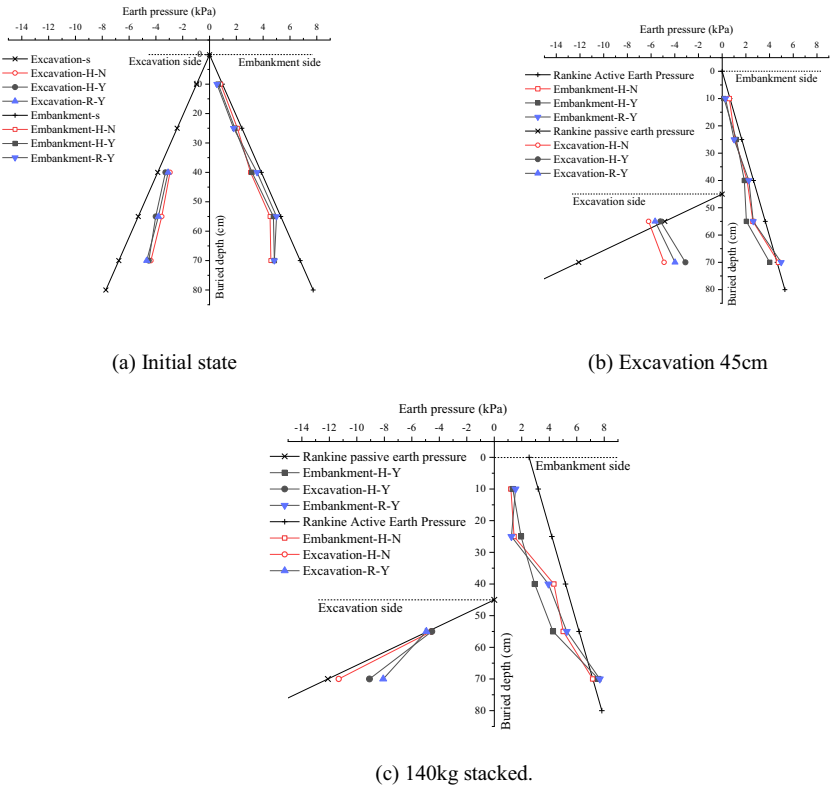 Earth pressure (kPa)
-14 -12 -10 -8 -6 -4 -2 0 2 4 6 8
Excavation side
Embankment side
Excavation-s
Excavation-H-N
Excavation-H-Y
Excavation-R-Y
Embankment-s
Embankment-H-N
Embankment-H-Y
Embankment-R-Y
0
10
20
30
40
50
60
70
80
Buried depth (cm)
(a) Initial state
Earth pressure (kPa)
-14 -12 -10 -8 -6 -4 -2 0 2 4 6 8
Embankment side
Rankine Active Earth Pressure
Embankment-H-N
Embankment-H-Y
Embankment-R-Y
Rankine passive earth pressure
Excavation-H-N
Excavation-H-Y
Excavation-R-Y
Excavation side
0
10
20
30
40
50
60
70
80
Buried depth (cm)
(b) Excavation 45cm
Earth pressure (kPa)
-14 -12 -10 -8 -6 -4 -2 0 2 4 6 8
Rankine passive earth pressure
Embankment-H-Y
Excavation-H-Y
Embankment-R-Y
Rankine Active Earth Pressure
Embankment-H-N
Excavation-H-N
Excavation-R-Y
Embankment side
Excavation side
0
10
20
30
40
50
60
70
80
Buried depth (cm)
(c) 140kg stacked.